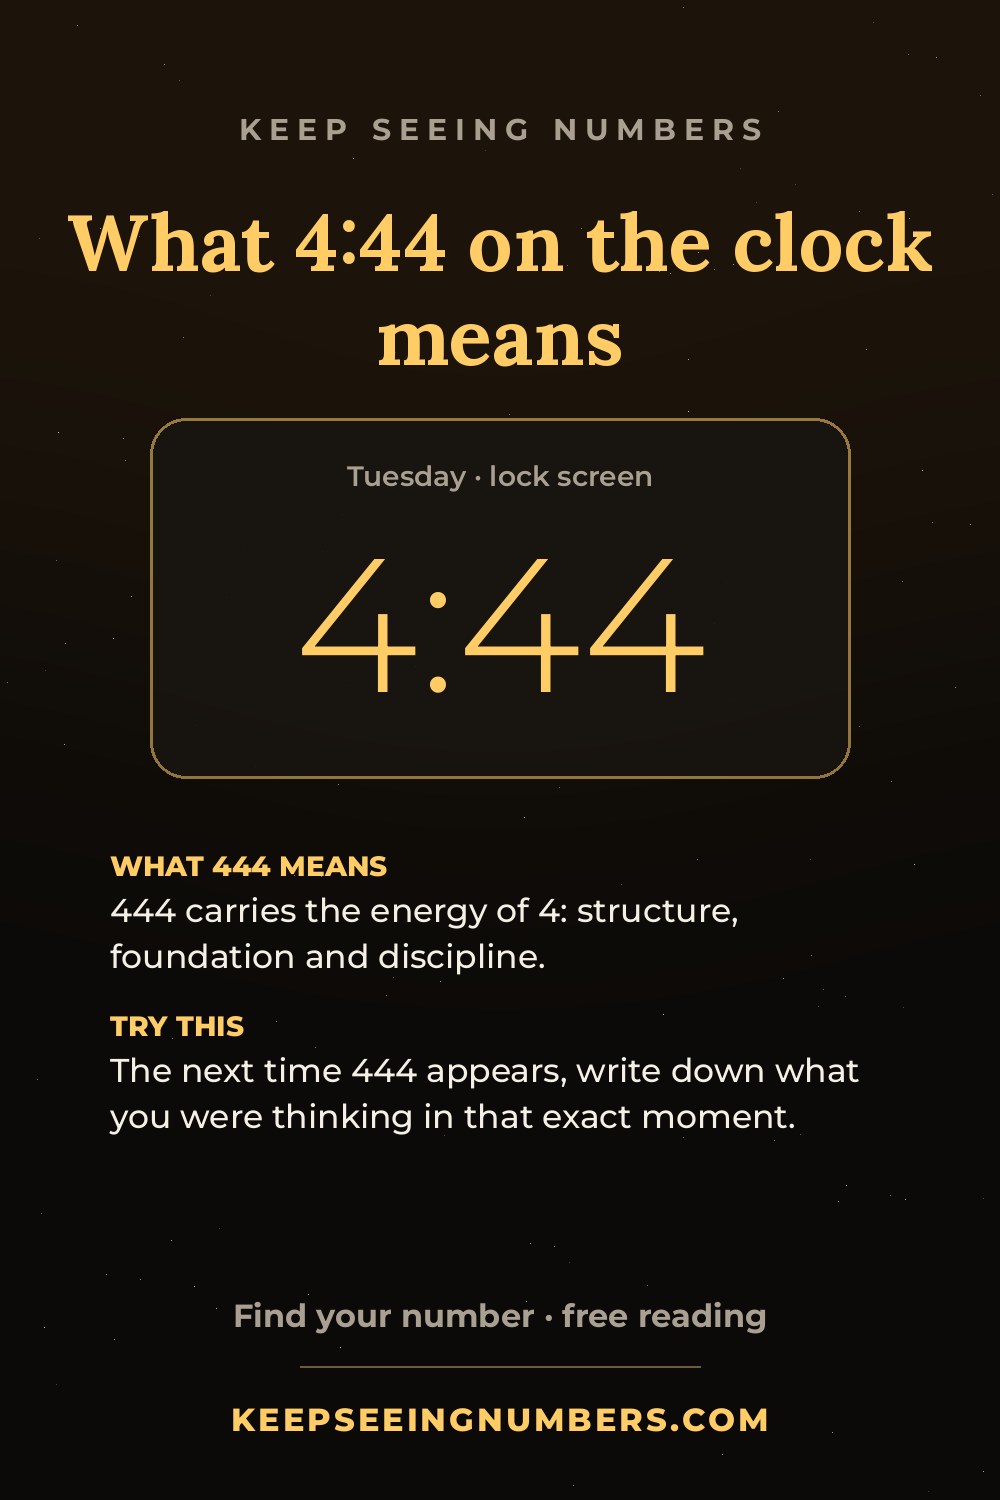 KEEP SEEING NUMBERS
What 4:44 on the clock
means
Tuesday · lock screen
4:44
WHAT 444 MEANS
444 carries the energy of 4: structure,
foundation and discipline.
TRY THIS
The next time 444 appears, write down what
you were thinking in that exact moment.
Find your number · free reading
KEEPSEEINGNUMBERS.COM